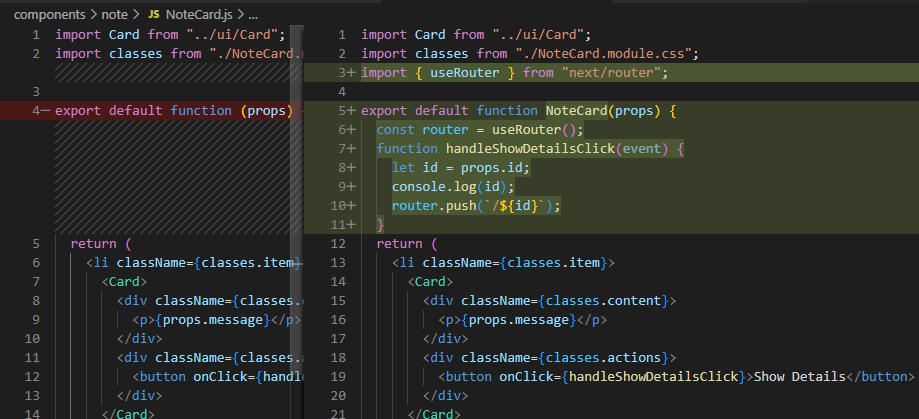 components > note > JS NoteCard.js > ...
1 import Card from "../ui/Card";
2 import classes from "./NoteCard.
3
4− export default function (props)
5 return (
6 <li className={classes.item}
7 <Card>
8 <div className={classes.
9 <p>{props.message}</p>
10 </div>
11 <div className={classes.
12 <button onClick={handl
13 </div>
14 </Card>
1 import Card from "../ui/Card";
2 import classes from "./NoteCard.module.css";
3+ import { useRouter } from "next/router";
4
5+ export default function NoteCard(props) {
6+ const router = useRouter();
7+ function handleShowDetailsClick(event) {
8+ let id = props.id;
9+ console.log(id);
10+ router.push(`/${id}`);
11+ }
12 return (
13 <li className={classes.item}>
14 <Card>
15 <div className={classes.content}>
16 <p>{props.message}</p>
17 </div>
18 <div className={classes.actions}>
19 <button onClick={handleShowDetailsClick}>Show Details</button>
20 </div>
21 </Card>